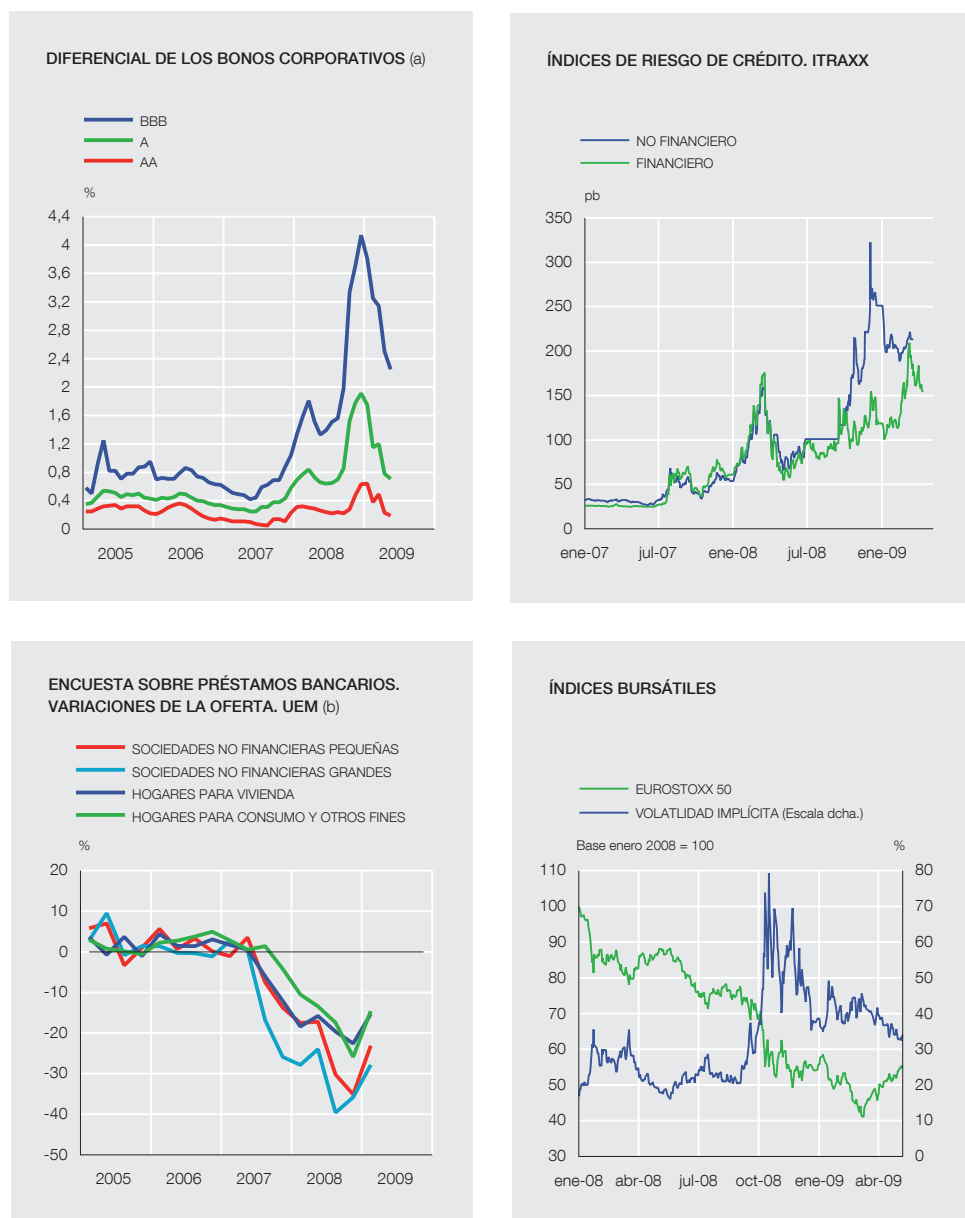 DIFERENCIAL DE LOS BONOS CORPORATIVOS (a)
BBB
A
AA
%
4,4
4
3,6
3,2
2,8
2,4
2
1,6
1,2
0,8
0,4
0
2005 2006 2007 2008 2009
ÍNDICES DE RIESGO DE CRÉDITO. ITRAXX
NO FINANCIERO
FINANCIERO
pb
350
300
250
200
150
100
50
0
ene-07 jul-07 ene-08 jul-08 ene-09
ENCUESTA SOBRE PRÉSTAMOS BANCARIOS.
VARIACIONES DE LA OFERTA. UEM (b)
SOCIEDADES NO FINANCIERAS PEQUEÑAS
SOCIEDADES NO FINANCIERAS GRANDES
HOGARES PARA VIVIENDA
HOGARES PARA CONSUMO Y OTROS FINES
%
20
10
0
-10
-20
-30
-40
-50
2005 2006 2007 2008 2009
ÍNDICES BURSÁTILES
EUROSTOXX 50
VOLATLIDAD IMPLÍCITA (Escala dcha.)
Base enero 2008 = 100 %
110 80
100 70
90 60
80 50
70 40
60 30
50 20
40 10
30 0
ene-08 abr-08 jul-08 oct-08 ene-09 abr-09